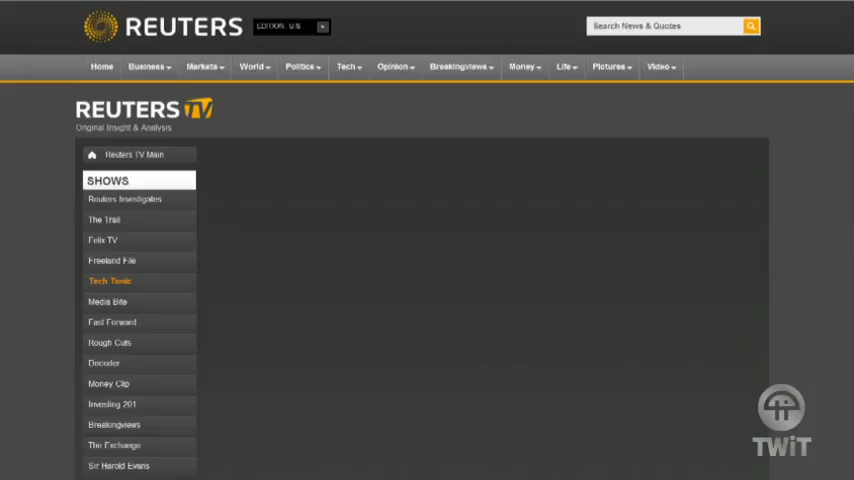 REUTERS EDITION: U.S. Search News & Quotes
Home Business Markets World Politics Tech Opinion Breakingviews Money Life Pictures Video
REUTERS TV
Original Insight & Analysis
Reuters TV Main
SHOWS
Reuters Investigates
The Trail
Felix TV
Freeland File
Tech Tonic
Media Bite
Fast Forward
Rough Cuts
Decoder
Money Clip
Investing 201
Breakingviews
The Exchange
Sir Harold Evans
TWiT